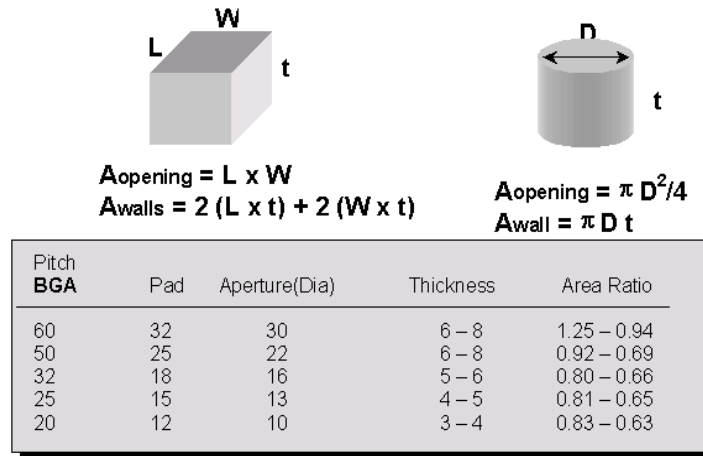 W
L
t
D
t
Aopening = L x W
Awalls = 2 (L x t) + 2 (W x t)
Aopening = π D²/4
Awall = π D t
Pitch
BGA Pad Aperture(Dia) Thickness Area Ratio
60 32 30 6 – 8 1.25 – 0.94
50 25 22 6 – 8 0.92 – 0.69
32 18 16 5 – 6 0.80 – 0.66
25 15 13 4 – 5 0.81 – 0.65
20 12 10 3 – 4 0.83 – 0.63